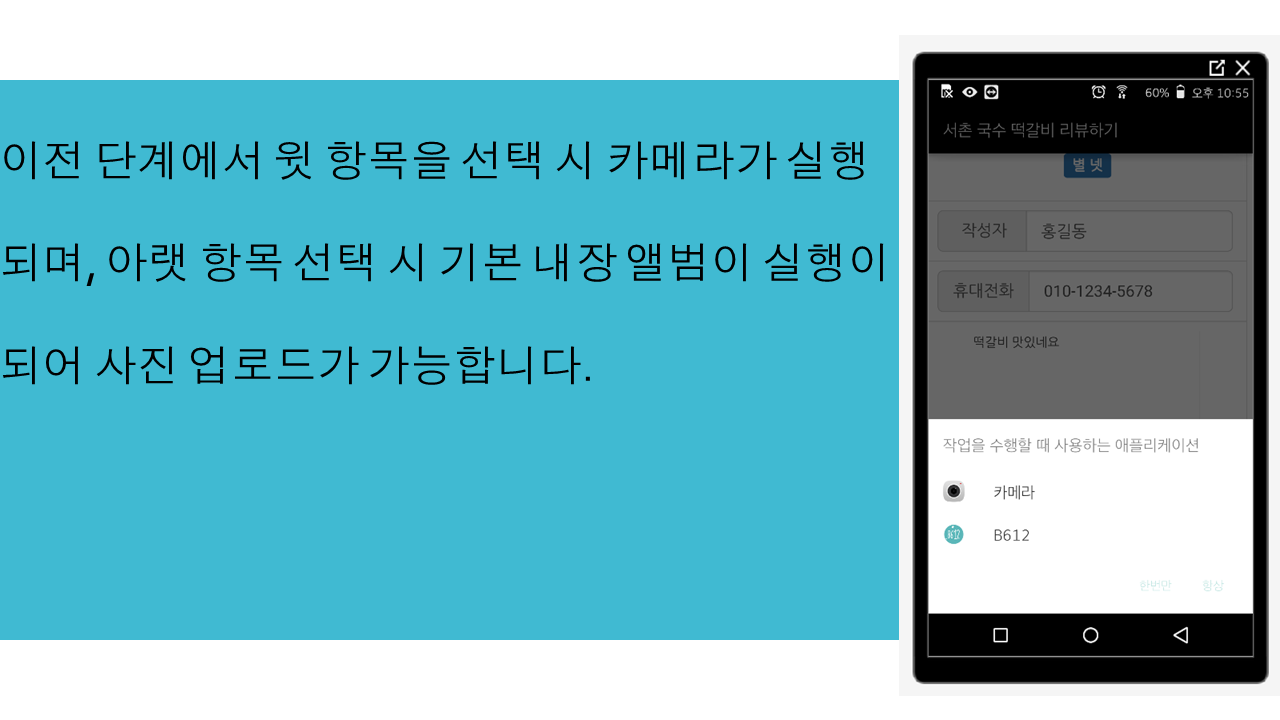 이전 단계에서 윗 항목을 선택 시 카메라가 실행
되며, 아랫 항목 선택 시 기본 내장 앨범이 실행이
되어 사진 업로드가 가능합니다.
60% 오후 10:55
서촌 국수 떡갈비 리뷰하기
별 넷
작성자 홍길동
휴대전화 010-1234-5678
떡갈비 맛있네요
작업을 수행할 때 사용하는 애플리케이션
카메라
B612
한번만 항상